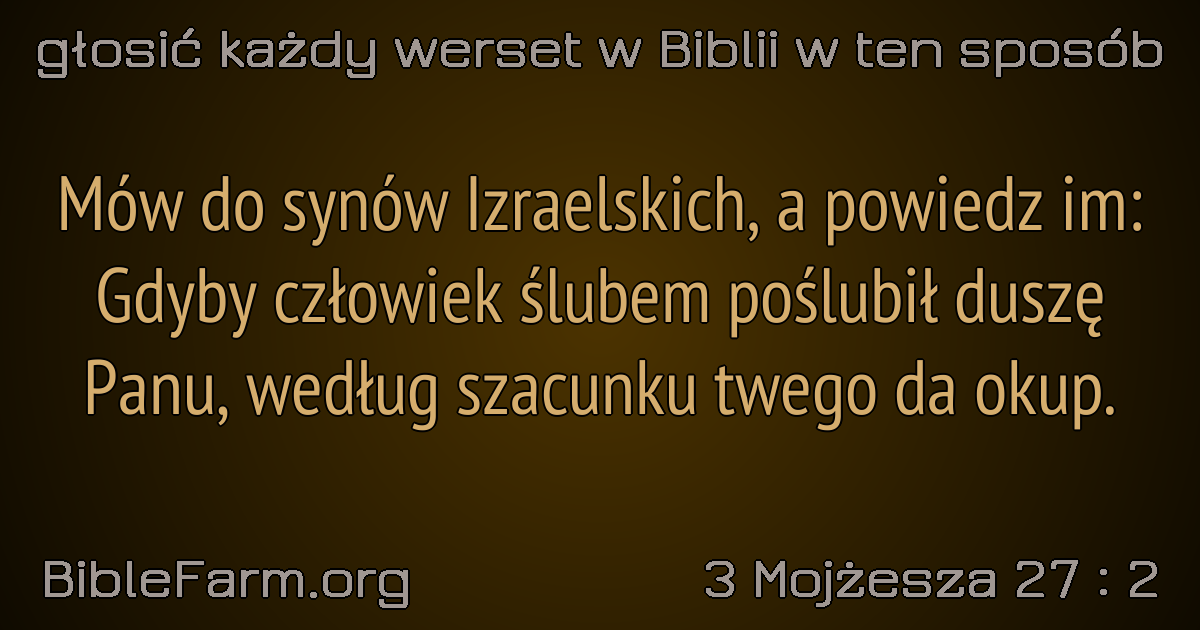 głosić każdy werset w Biblii w ten sposób
Mów do synów Izraelskich, a powiedz im:
Gdyby człowiek ślubem poślubił duszę
Panu, według szacunku twego da okup.
BibleFarm.org
3 Mojżesza 27 : 2